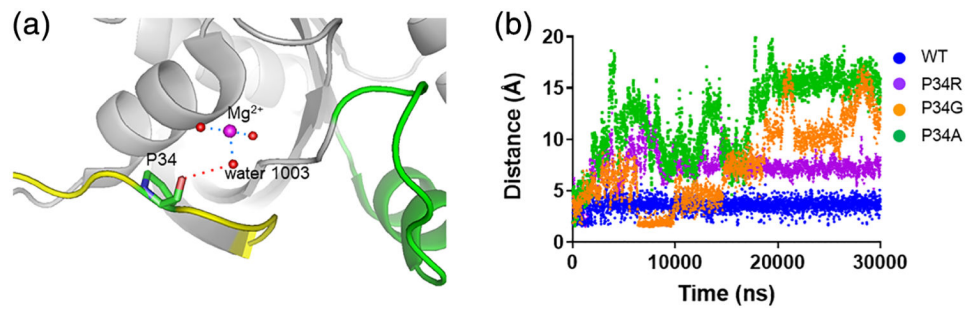 (a)
Mg2+
P34
water 1003
(b)
Distance (Å)
20
15
10
5
0
0 10000 20000 30000
Time (ns)
WT
P34R
P34G
P34A